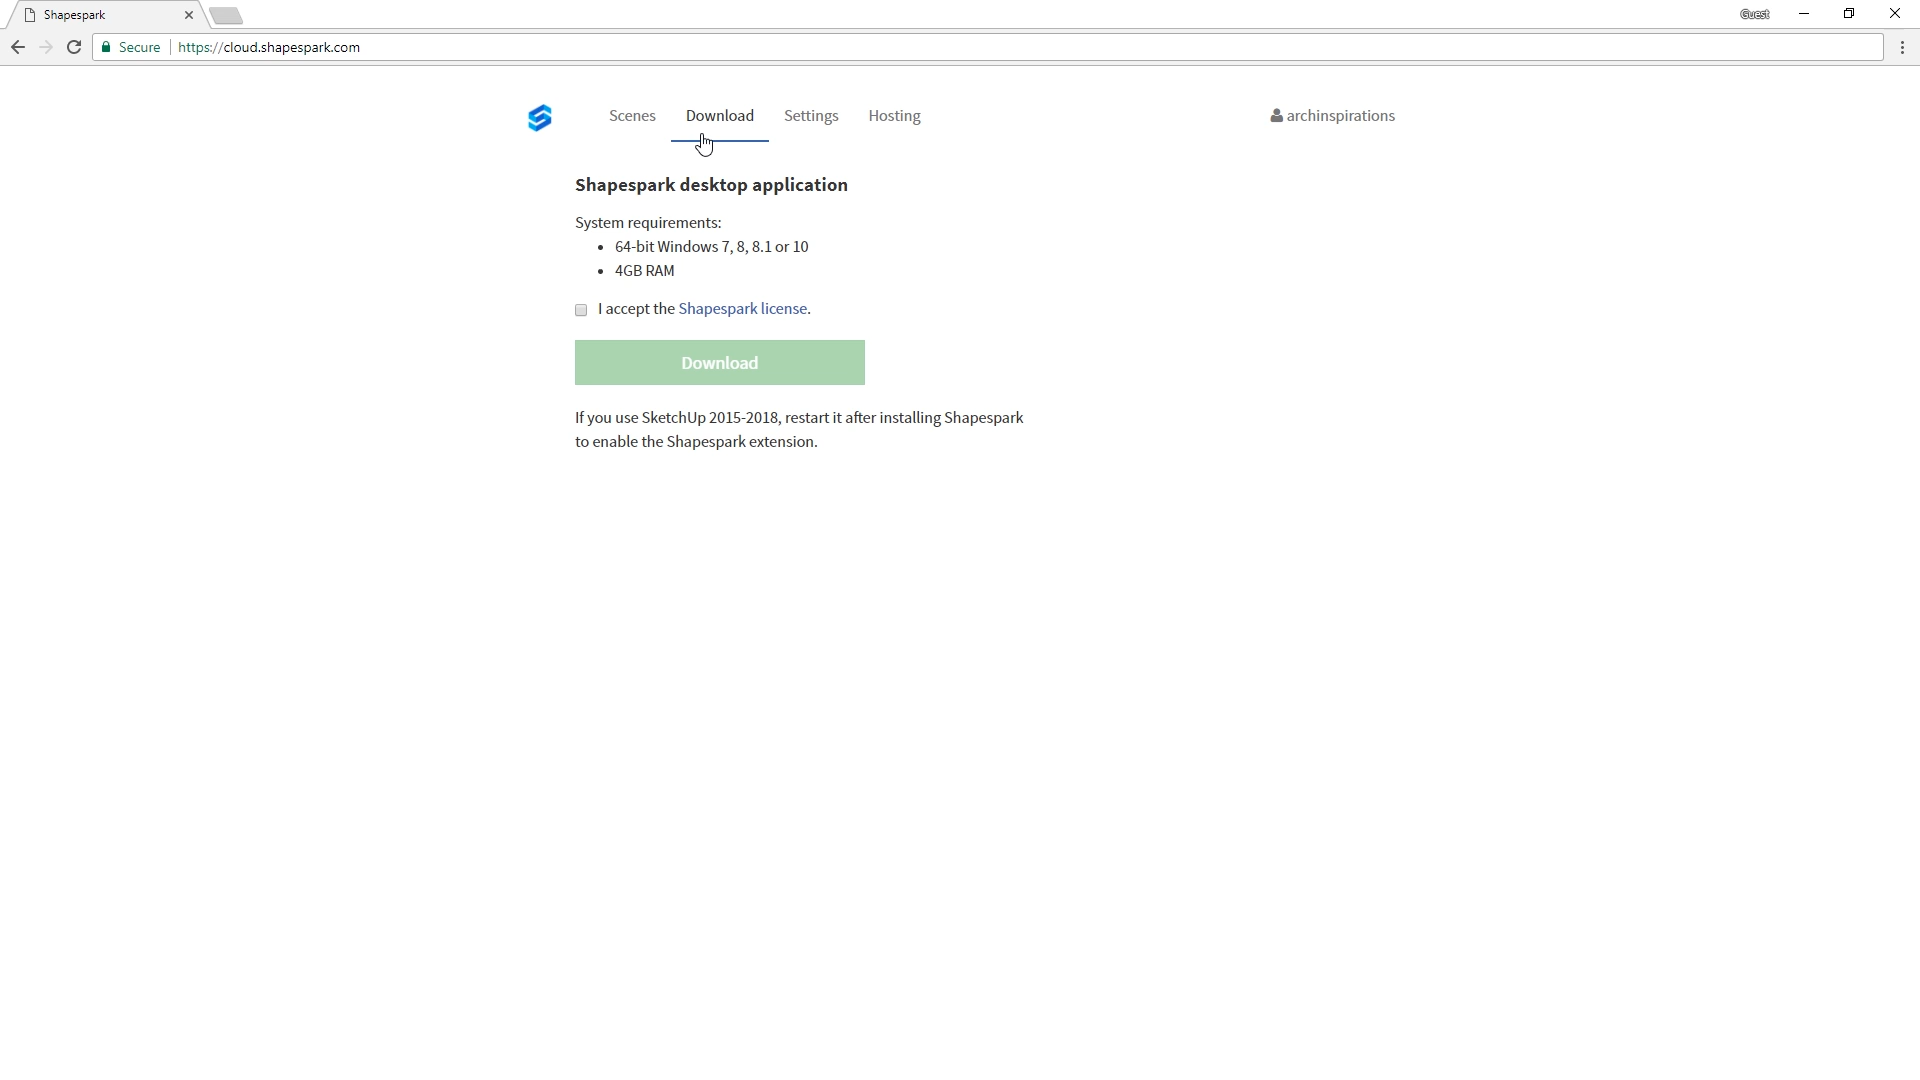 Shapespark
Guest
Secure https://cloud.shapespark.com
Scenes Download Settings Hosting archinspirations
Shapespark desktop application
System requirements:
• 64-bit Windows 7, 8, 8.1 or 10
• 4GB RAM
I accept the Shapespark license.
Download
If you use SketchUp 2015-2018, restart it after installing Shapespark
to enable the Shapespark extension.